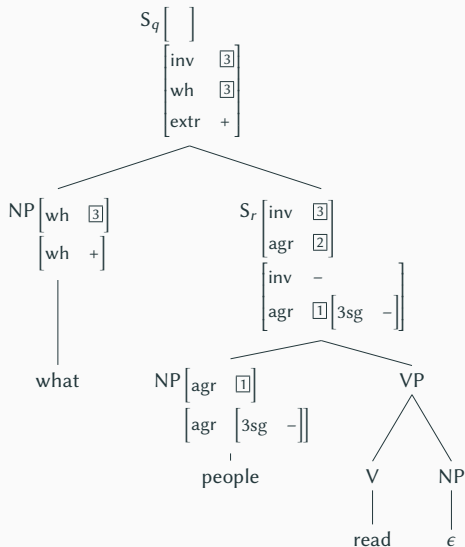 S_q [ ]
[inv 3
wh 3
extr +]
NP [wh 3]
[wh +]
S_r [inv 3
agr 2]
[inv –
agr 1 [3sg –]]
what
NP [agr 1]
[agr [3sg –]]
VP
people
V NP
read ϵ